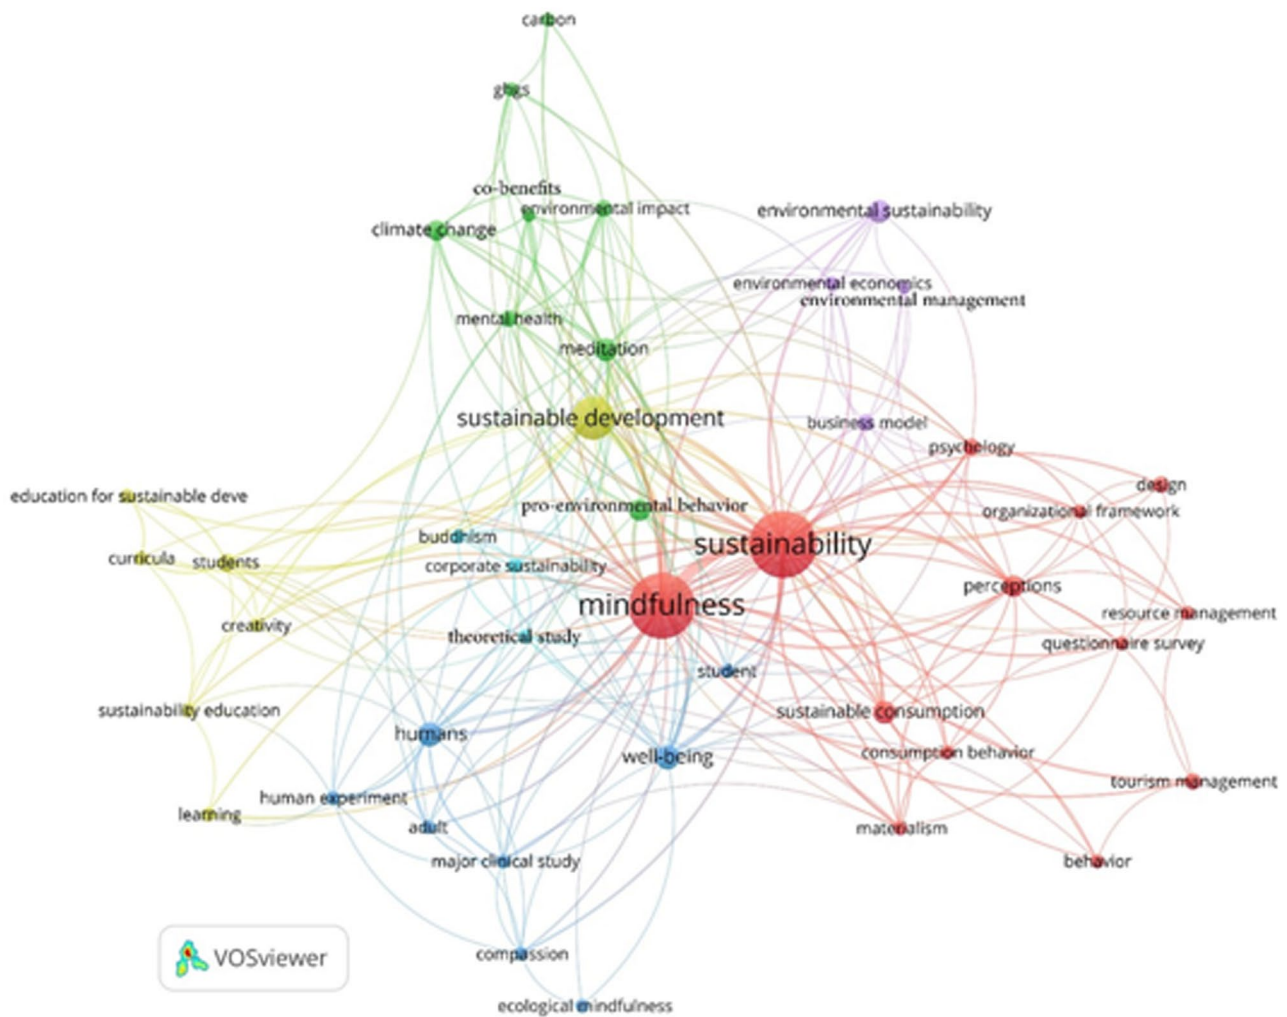 carbon
ghgs
co-benefits
environmental impact
environmental sustainability
climate change
environmental economics
environmental management
mental health
meditation
sustainable development
business model
psychology
design
education for sustainable deve
pro-environmental behavior
organizational framework
buddhism
sustainability
curricula
students
corporate sustainability
perceptions
mindfulness
resource management
creativity
theoretical study
questionnaire survey
student
sustainability education
sustainable consumption
humans
well-being
consumption behavior
tourism management
human experiment
learning
adult
materialism
major clinical study
behavior
compassion
VOSviewer
ecological mindfulness